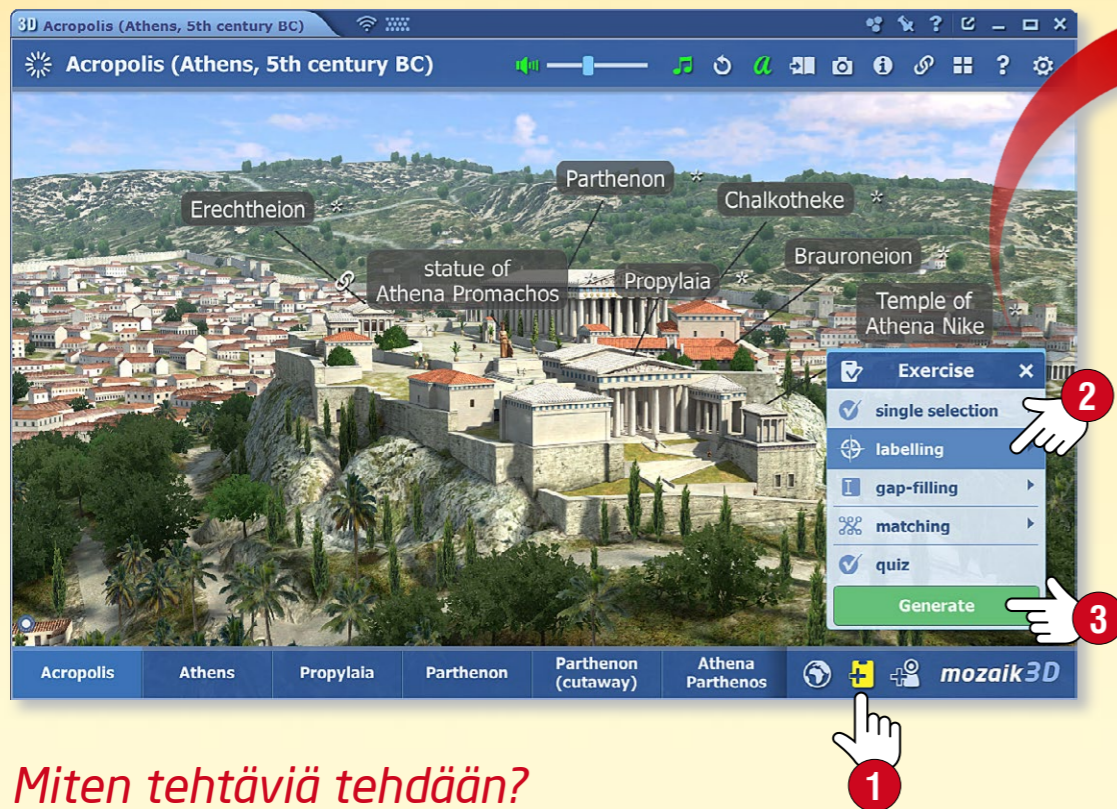 3D Acropolis (Athens, 5th century BC)
Acropolis (Athens, 5th century BC)
Parthenon
Erechtheion
Chalkotheke
statue of
Athena Promachos
Propylaia
Brauroneion
Temple of
Athena Nike
Exercise
single selection
labelling
gap-filling
matching
quiz
Generate
2
3
Acropolis
Athens
Propylaia
Parthenon
Parthenon
(cutaway)
Athena
Parthenos
mozaik3D
1
Miten tehtäviä tehdään?